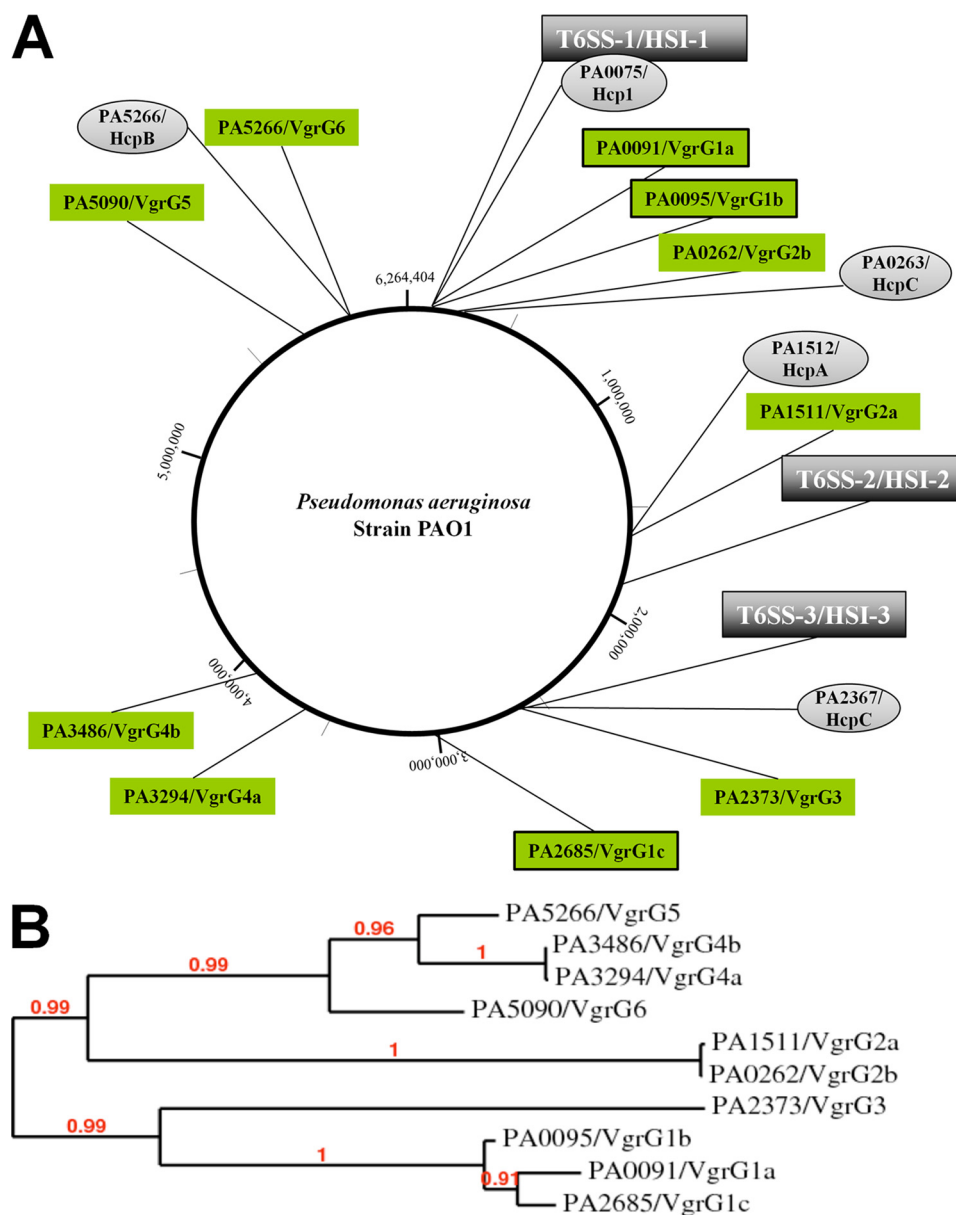 A
T6SS-1/HSI-1
PA0075/
Hcp1
PA5266/
HcpB
PA5266/VgrG6
PA0091/VgrG1a
PA5090/VgrG5
PA0095/VgrG1b
PA0262/VgrG2b
PA0263/
HcpC
6,264,404
PA1512/
HcpA
1,000,000
PA1511/VgrG2a
5,000,000
T6SS-2/HSI-2
Pseudomonas aeruginosa
Strain PAO1
T6SS-3/HSI-3
2,000,000
4,000,000
PA2367/
HcpC
PA3486/VgrG4b
3,000,000
PA3294/VgrG4a
PA2373/VgrG3
PA2685/VgrG1c
B
PA5266/VgrG5
0.96
PA3486/VgrG4b
1
0.99
PA3294/VgrG4a
PA5090/VgrG6
0.99
PA1511/VgrG2a
1
PA0262/VgrG2b
PA2373/VgrG3
0.99
PA0095/VgrG1b
1
PA0091/VgrG1a
0.91
PA2685/VgrG1c